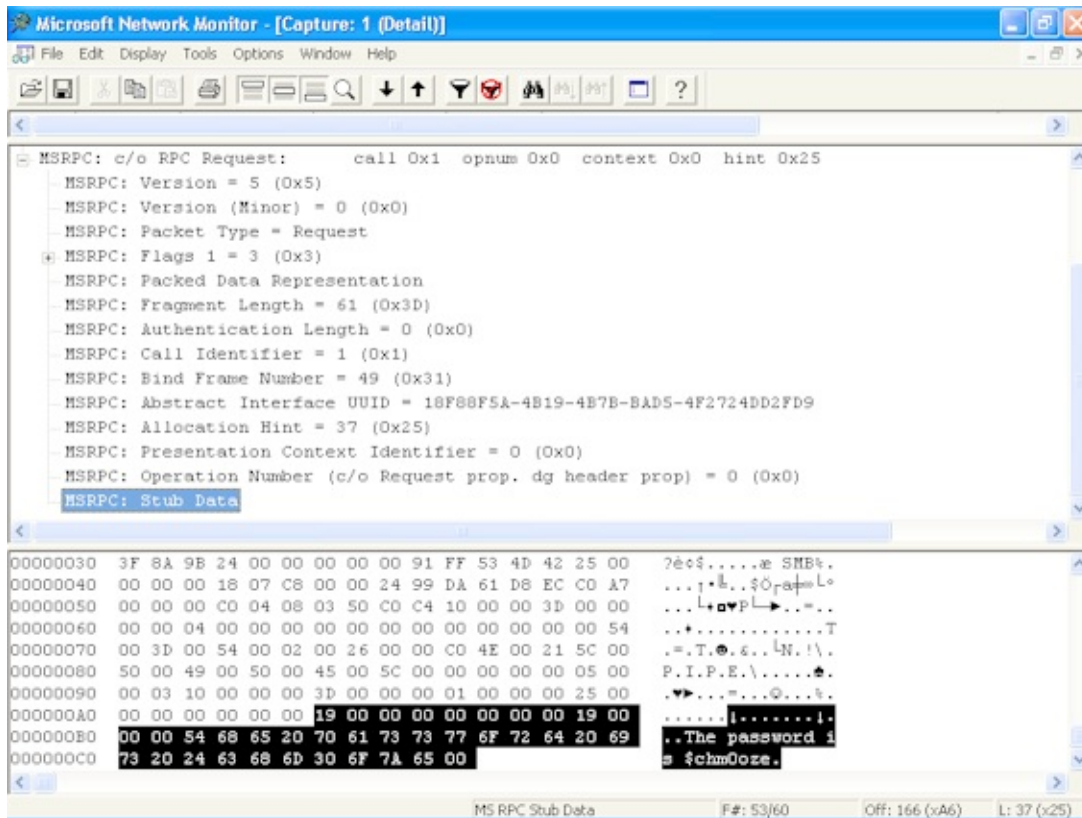 Microsoft Network Monitor - [Capture: 1 (Detail)]
File Edit Display Tools Options Window Help
MSRPC: c/o RPC Request: call 0x1 opnum 0x0 context 0x0 hint 0x25
MSRPC: Version = 5 (0x5)
MSRPC: Version (Minor) = 0 (0x0)
MSRPC: Packet Type = Request
MSRPC: Flags 1 = 3 (0x3)
MSRPC: Packed Data Representation
MSRPC: Fragment Length = 61 (0x3D)
MSRPC: Authentication Length = 0 (0x0)
MSRPC: Call Identifier = 1 (0x1)
MSRPC: Bind Frame Number = 49 (0x31)
MSRPC: Abstract Interface UUID = 18F88F5A-4B19-4B7B-BAD5-4F2724DD2FD9
MSRPC: Allocation Hint = 37 (0x25)
MSRPC: Presentation Context Identifier = 0 (0x0)
MSRPC: Operation Number (c/o Request prop. dg header prop) = 0 (0x0)
MSRPC: Stub Data
00000030 3F 8A 9B 24 00 00 00 00 00 91 FF 53 4D 42 25 00 ?è¢$.....æ SMB%.
00000040 00 00 00 18 07 C8 00 00 24 99 DA 61 D8 EC C0 A7
00000050 00 00 00 C0 04 08 03 50 C0 C4 10 00 00 3D 00 00
00000060 00 00 04 00 00 00 00 00 00 00 00 00 00 00 00 54 ..♦............T
00000070 00 3D 00 54 00 02 00 26 00 00 C0 4E 00 21 5C 00 .=.T.☻.&..└N.!\.
00000080 50 00 49 00 50 00 45 00 5C 00 00 00 00 00 05 00 P.I.P.E.\.....♣.
00000090 00 03 10 00 00 00 3D 00 00 00 01 00 00 00 25 00 .♥►...=...☺...%.
000000A0 00 00 00 00 00 00 19 00 00 00 00 00 00 00 19 00 ......↓.......↓.
000000B0 00 00 54 68 65 20 70 61 73 73 77 6F 72 64 20 69 ..The password i
000000C0 73 20 24 63 68 6D 30 6F 7A 65 00 s $chm0oze.
MS RPC Stub Data F#: 53/60 Off: 166 (xA6) L: 37 (x25)